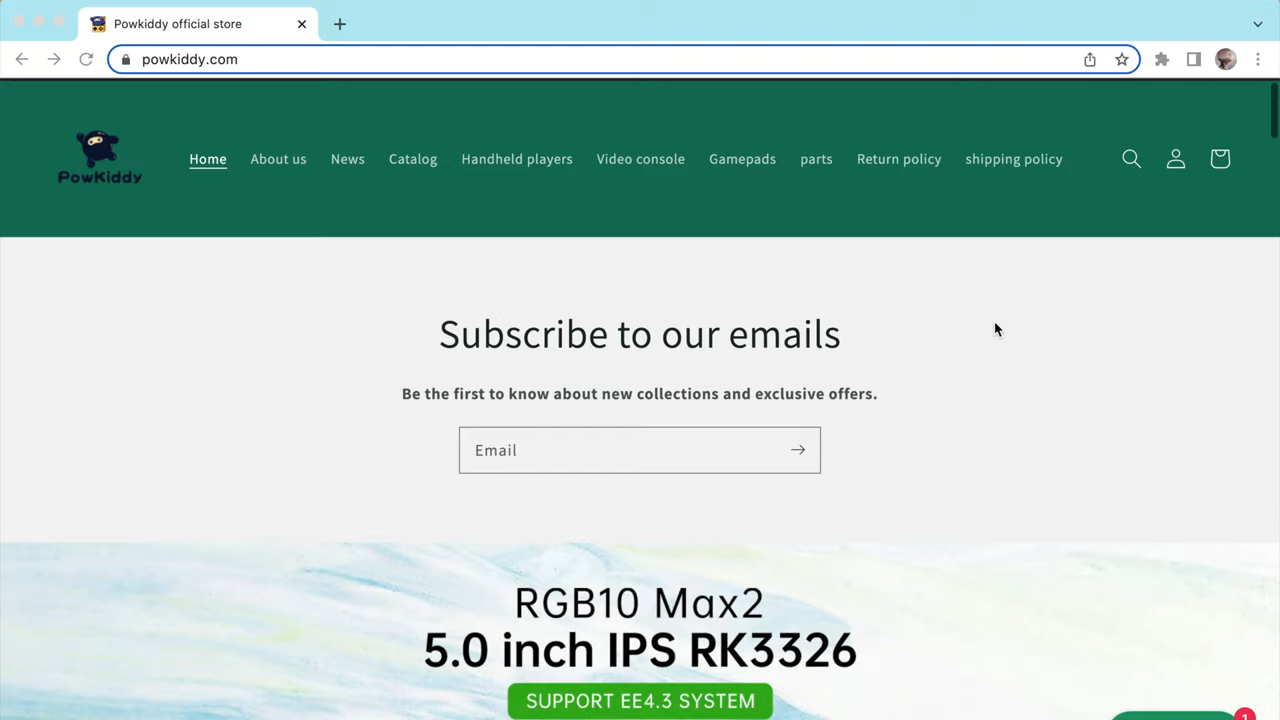 Powkiddy official store
powkiddy.com
PowKiddy
Home About us News Catalog Handheld players Video console Gamepads parts Return policy shipping policy
Subscribe to our emails
Be the first to know about new collections and exclusive offers.
Email
RGB10 Max2
5.0 inch IPS RK3326
SUPPORT EE4.3 SYSTEM
1